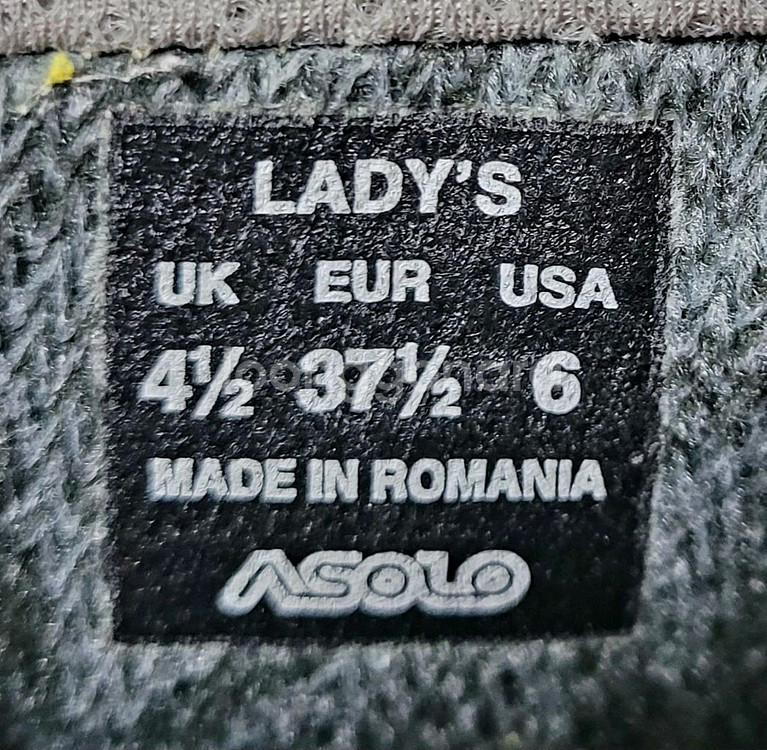 LADY'S
UK EUR USA
4½ 37½ 6
MADE IN ROMANIA
ASOLO